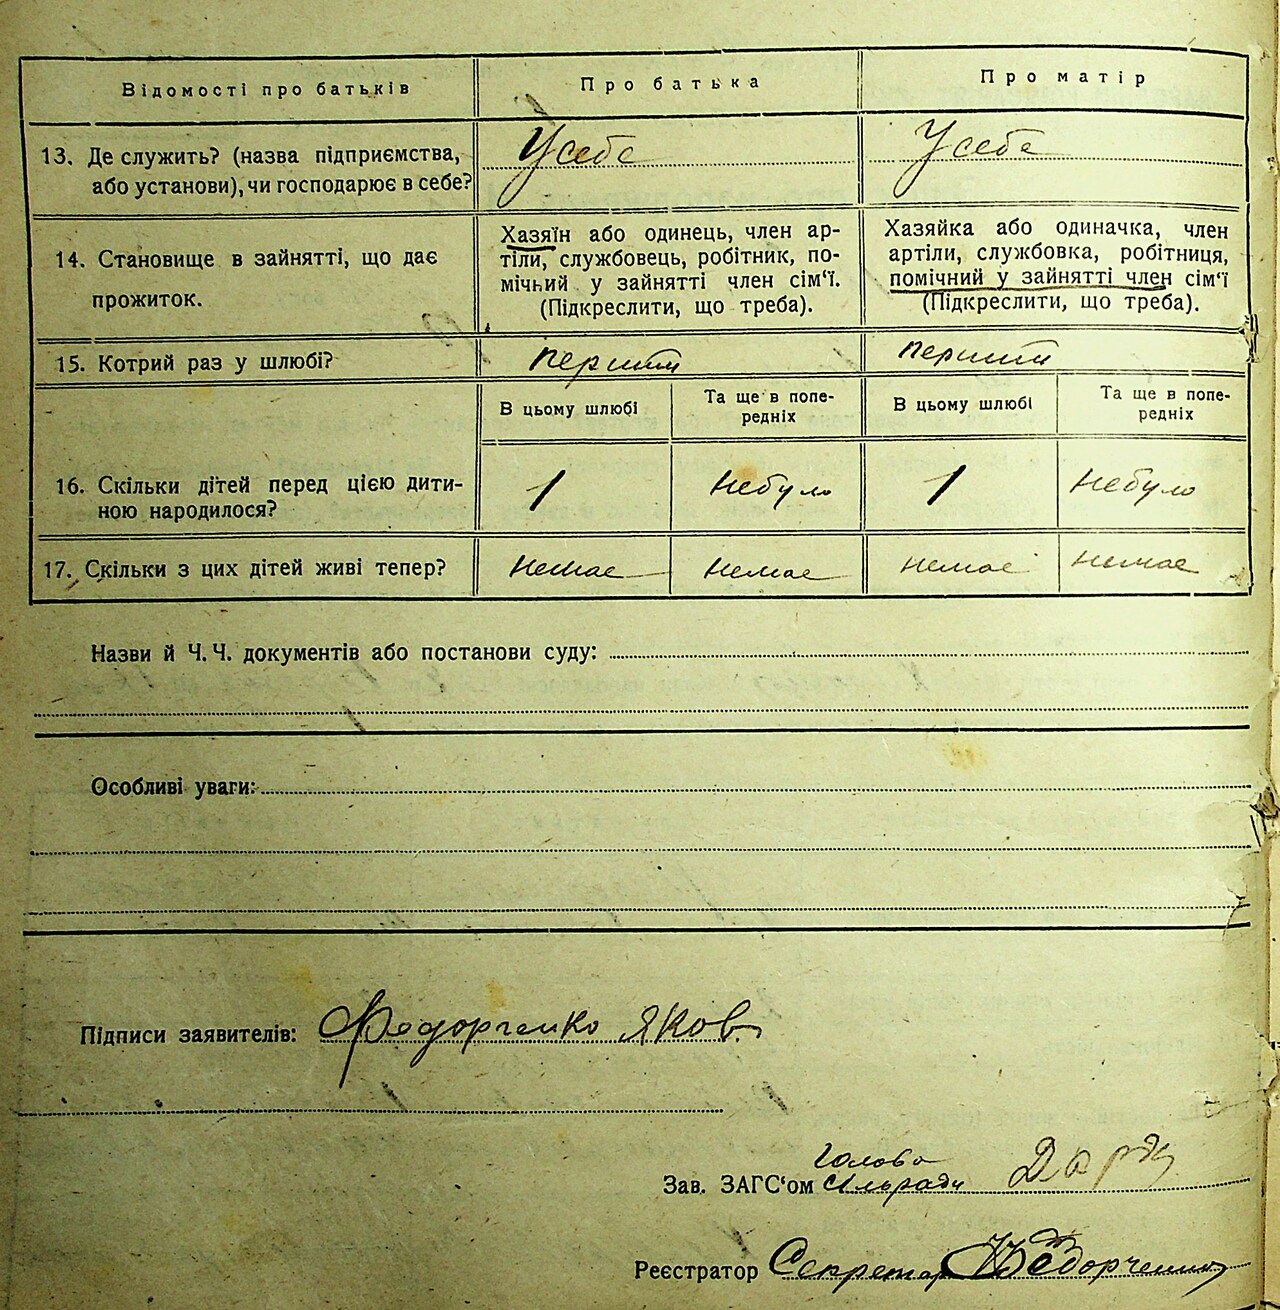 Відомості про батьків
Про батька
Про матір
13. Де служить? (назва підприємства,
або установи), чи господарює в себе?
У себе
У себе
14. Становище в зайнятті, що дає
прожиток.
Хазяїн або одинець, член ар-
тіли, службовець, робітник, по-
мічый у зайнятті член сім‘ї.
(Підкреслити, що треба).
Хазяйка або одиначка, член
артіли, службовка, робітниця,
помічний у зайнятті член сім‘ї
(Підкреслити, що треба).
15. Котрий раз у шлюбі?
перший
перший
В цьому шлюбі
Та ще в попе-
редніх
В цьому шлюбі
Та ще в попе-
редніх
16. Скільки дітей перед цією дити-
ною народилося?
1
небуло
1
небуло
17. Скільки з цих дітей живі тепер?
немає
немає
немає
немає
Назви й Ч. Ч. документів або постанови суду:
Особливі уваги:
Підписи заявителів: Федорченко Яков
Голова
Зав. ЗАГС‘ом сільради
Реєстратор Секретар Федорченко